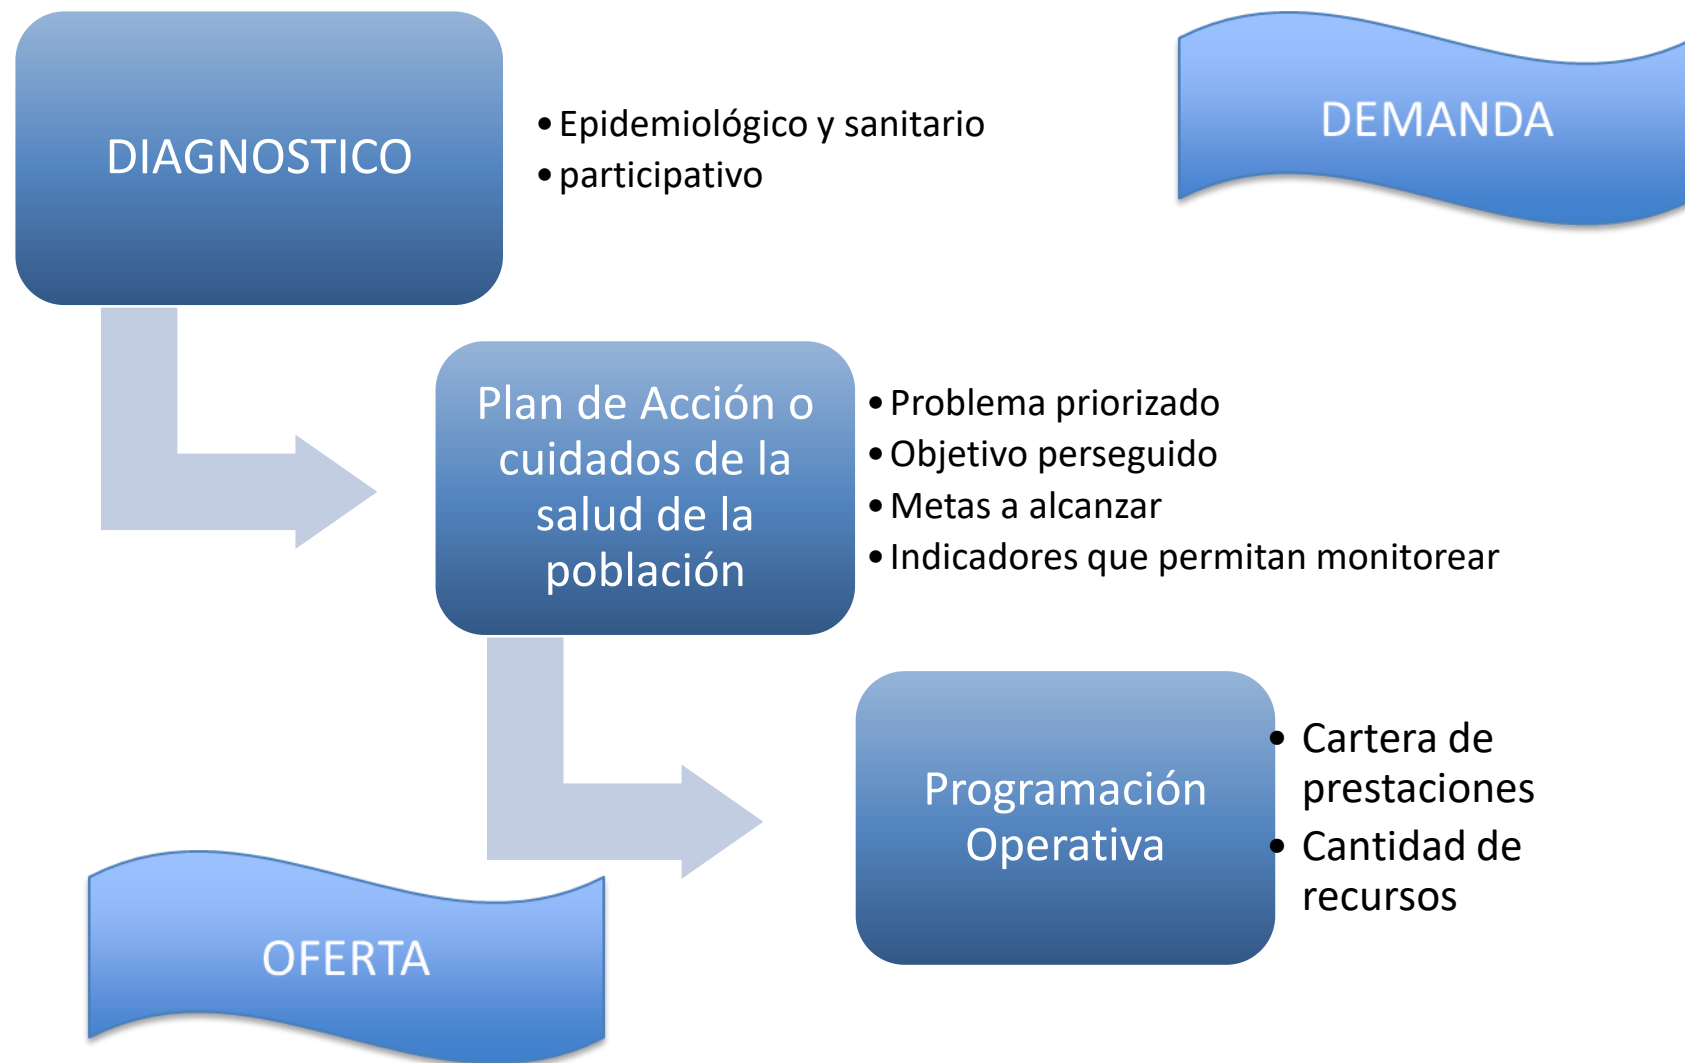 DIAGNOSTICO
• Epidemiológico y sanitario
• participativo
DEMANDA
Plan de Acción o
cuidados de la
salud de la
población
• Problema priorizado
• Objetivo perseguido
• Metas a alcanzar
• Indicadores que permitan monitorear
Programación
Operativa
• Cartera de
prestaciones
• Cantidad de
recursos
OFERTA